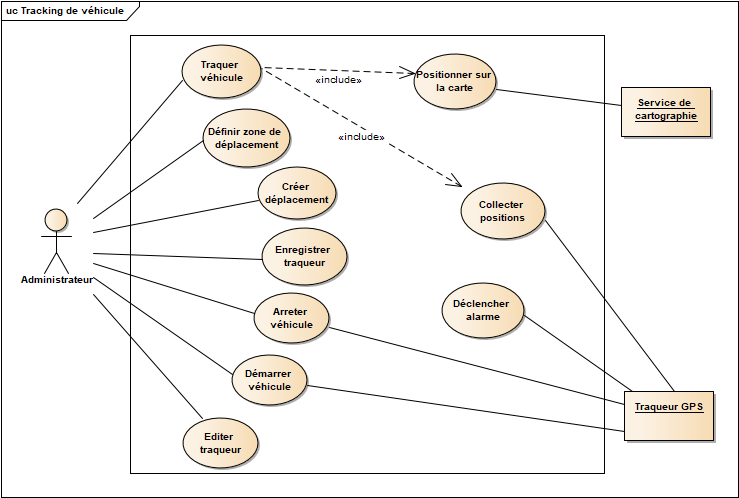 uc Tracking de véhicule
Traquer
véhicule
«include»
Positionner sur
la carte
Service de
cartographie
Définir zone de
déplacement
«include»
Créer
déplacement
Collecter
positions
Enregistrer
traqueur
Administrateur
Arreter
véhicule
Déclencher
alarme
Démarrer
véhicule
Traqueur GPS
Editer
traqueur